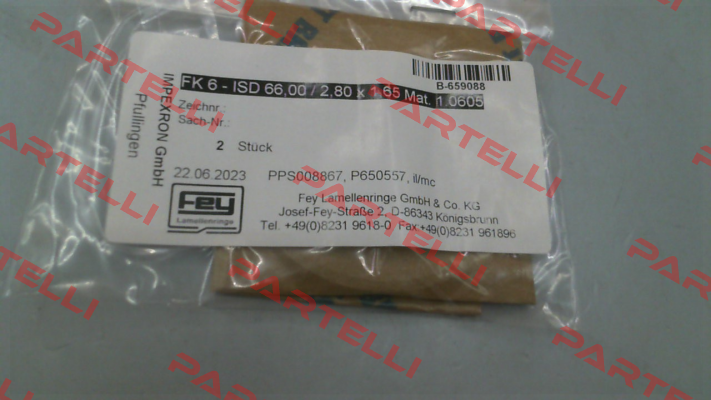 B-659088
FK 6 - ISD 66,00 / 2,80 x 1,65 Mat. 1.0605
Zeichnr.:
Sach-Nr.:
2 Stück
IMPEXRON GmbH
Pfullingen
22.06.2023 PPS008867, P650557, il/mc
Fey
Lamellenringe
Fey Lamellenringe GmbH & Co. KG
Josef-Fey-Straße 2, D-86343 Königsbrunn
Tel. +49(0)8231 9618-0, Fax +49(0)8231 961896
PARTELLI
PARTELLI
PARTELLI
PARTELLI
PARTELLI
PARTELLI